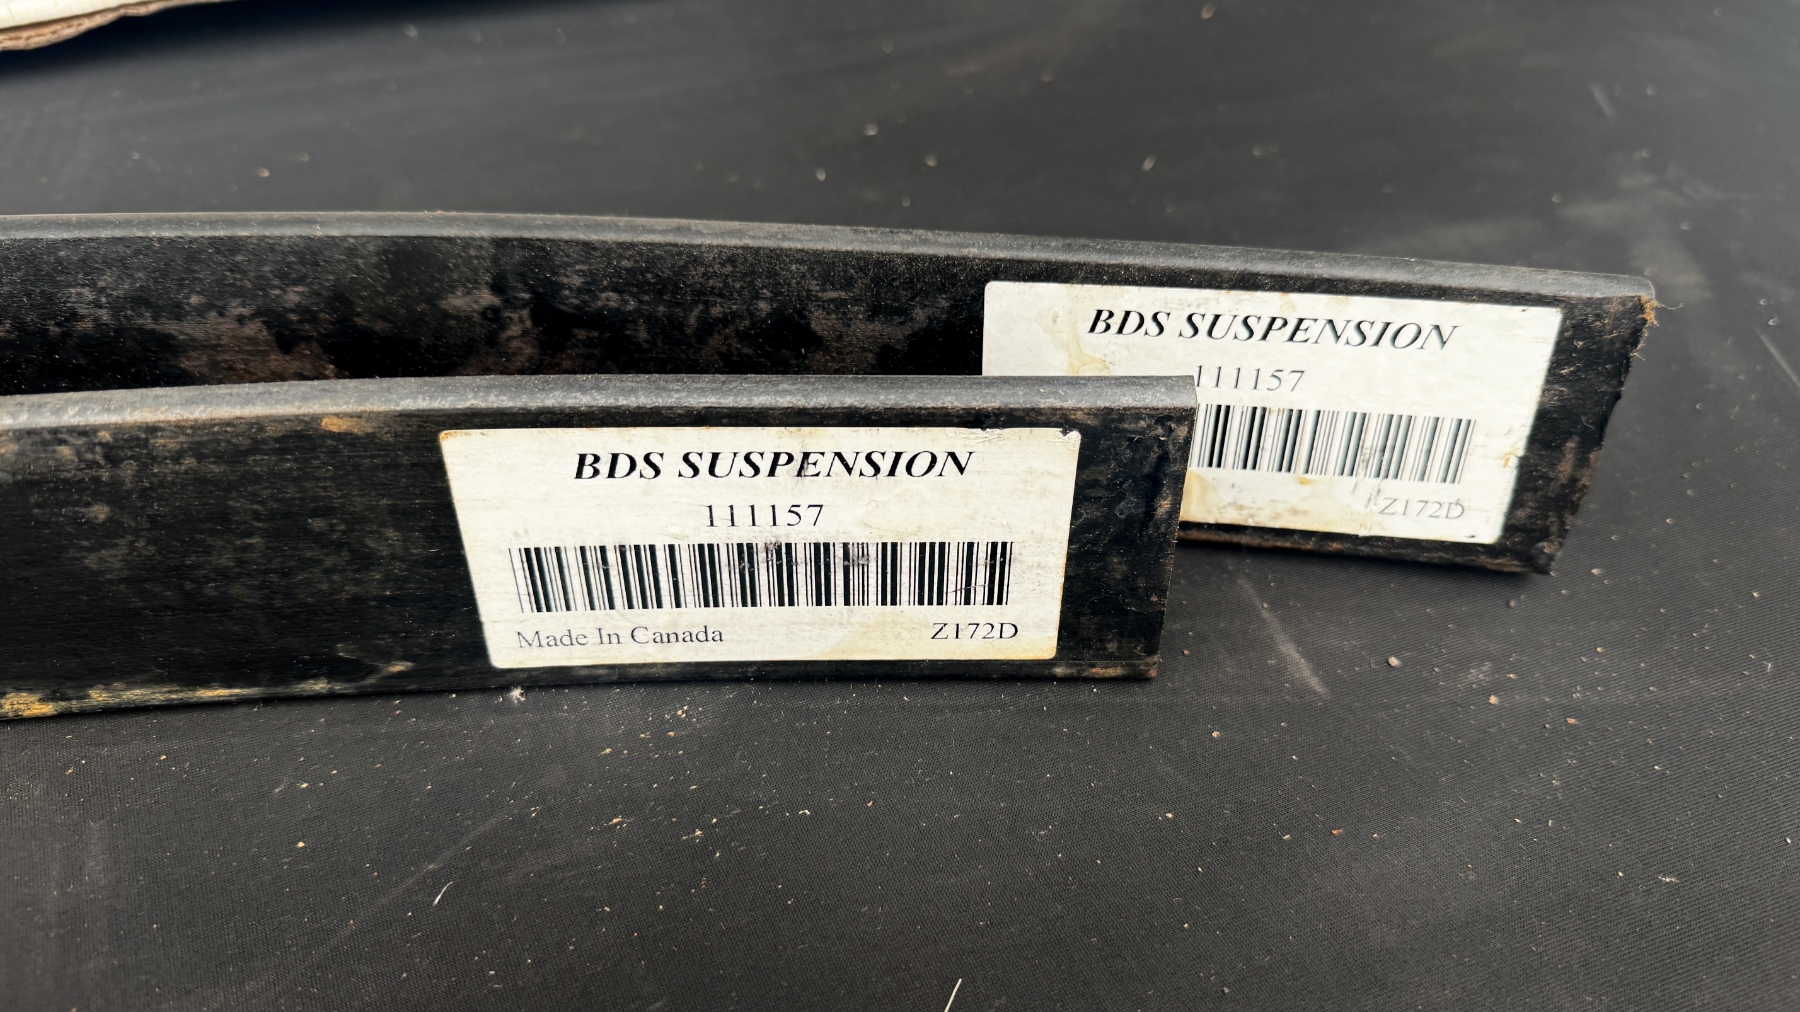 BDS SUSPENSION
111157
Z172D
BDS SUSPENSION
111157
Made In Canada Z172D